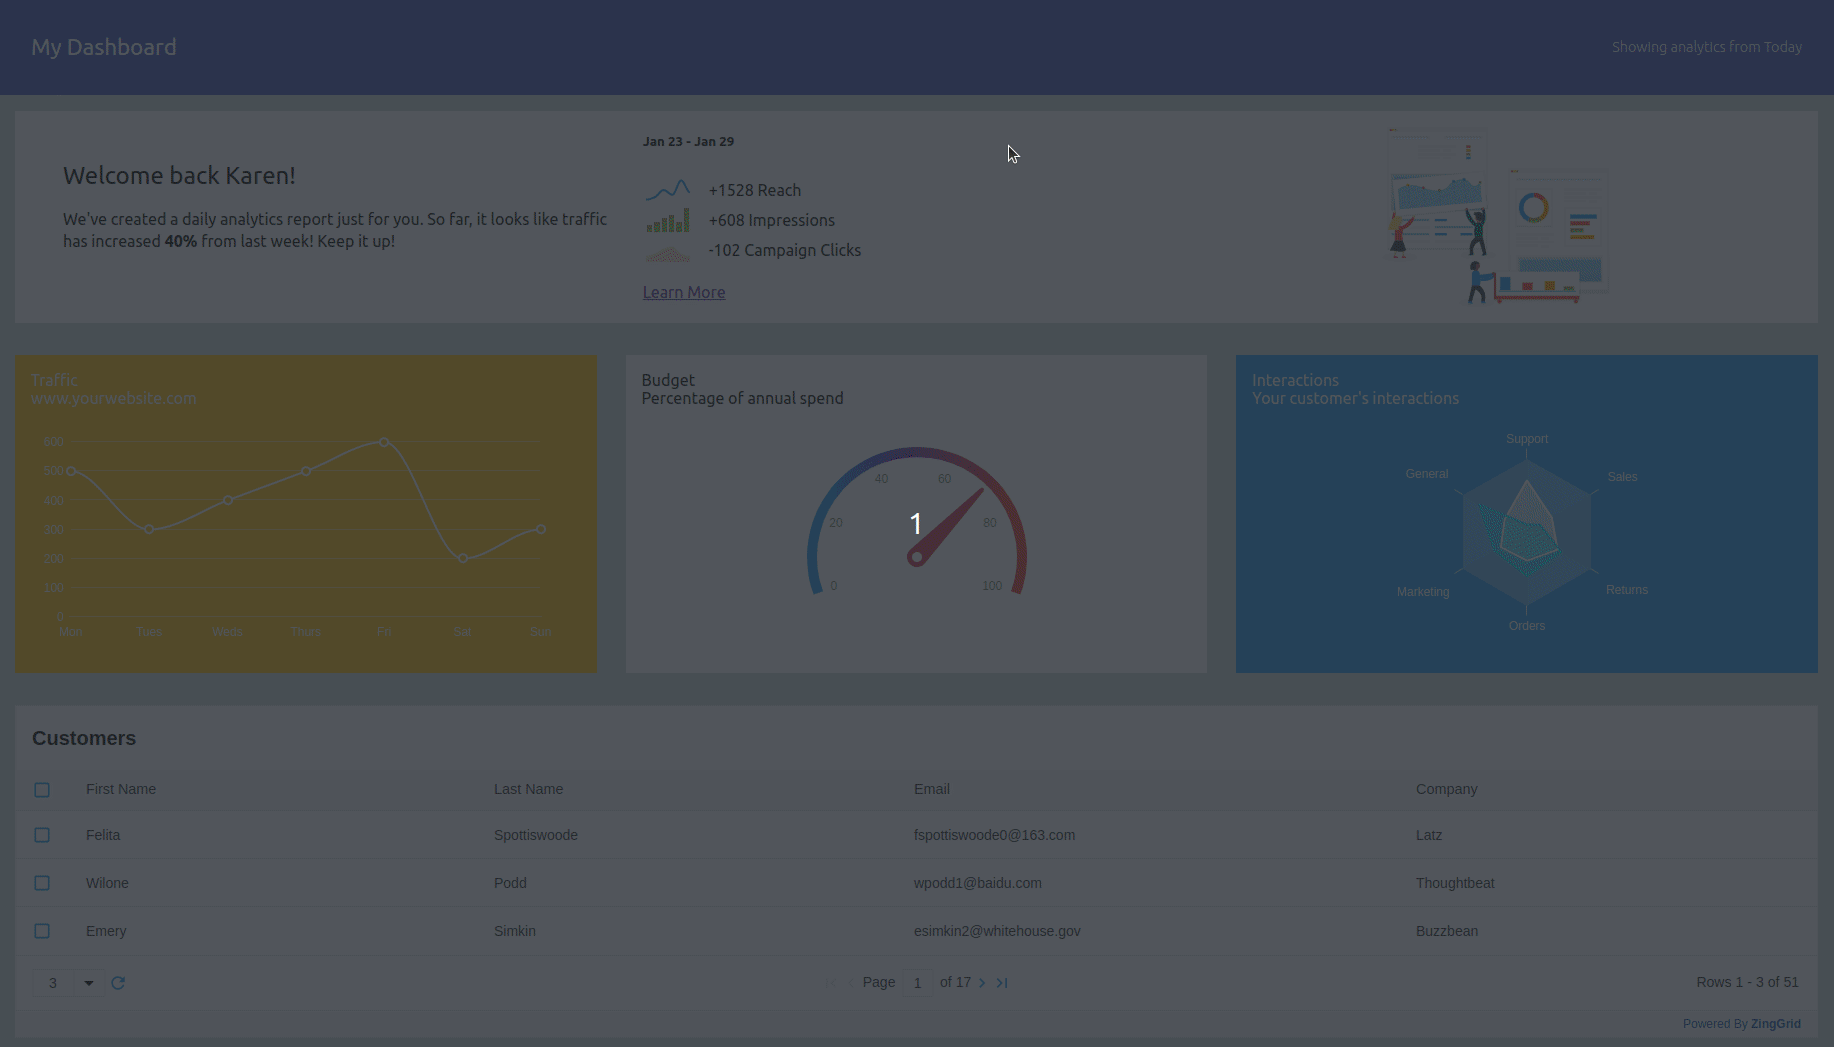 My Dashboard
Showing analytics from Today
Welcome back Karen!
We've created a daily analytics report just for you. So far, it looks like traffic
has increased 40% from last week! Keep it up!
Jan 23 - Jan 29
+1528 Reach
+608 Impressions
-102 Campaign Clicks
Learn More
Traffic
www.yourwebsite.com
600
500
400
300
200
100
0
Mon Tues Weds Thurs Fri Sat Sun
Budget
Percentage of annual spend
0 20 40 60 80 100
1
Interactions
Your customer's interactions
Support
Sales
Returns
Orders
Marketing
General
Customers
First Name Last Name Email Company
Felita Spottiswoode fspottiswoode0@163.com Latz
Wilone Podd wpodd1@baidu.com Thoughtbeat
Emery Simkin esimkin2@whitehouse.gov Buzzbean
3 Page 1 of 17 Rows 1 - 3 of 51
Powered By ZingGrid